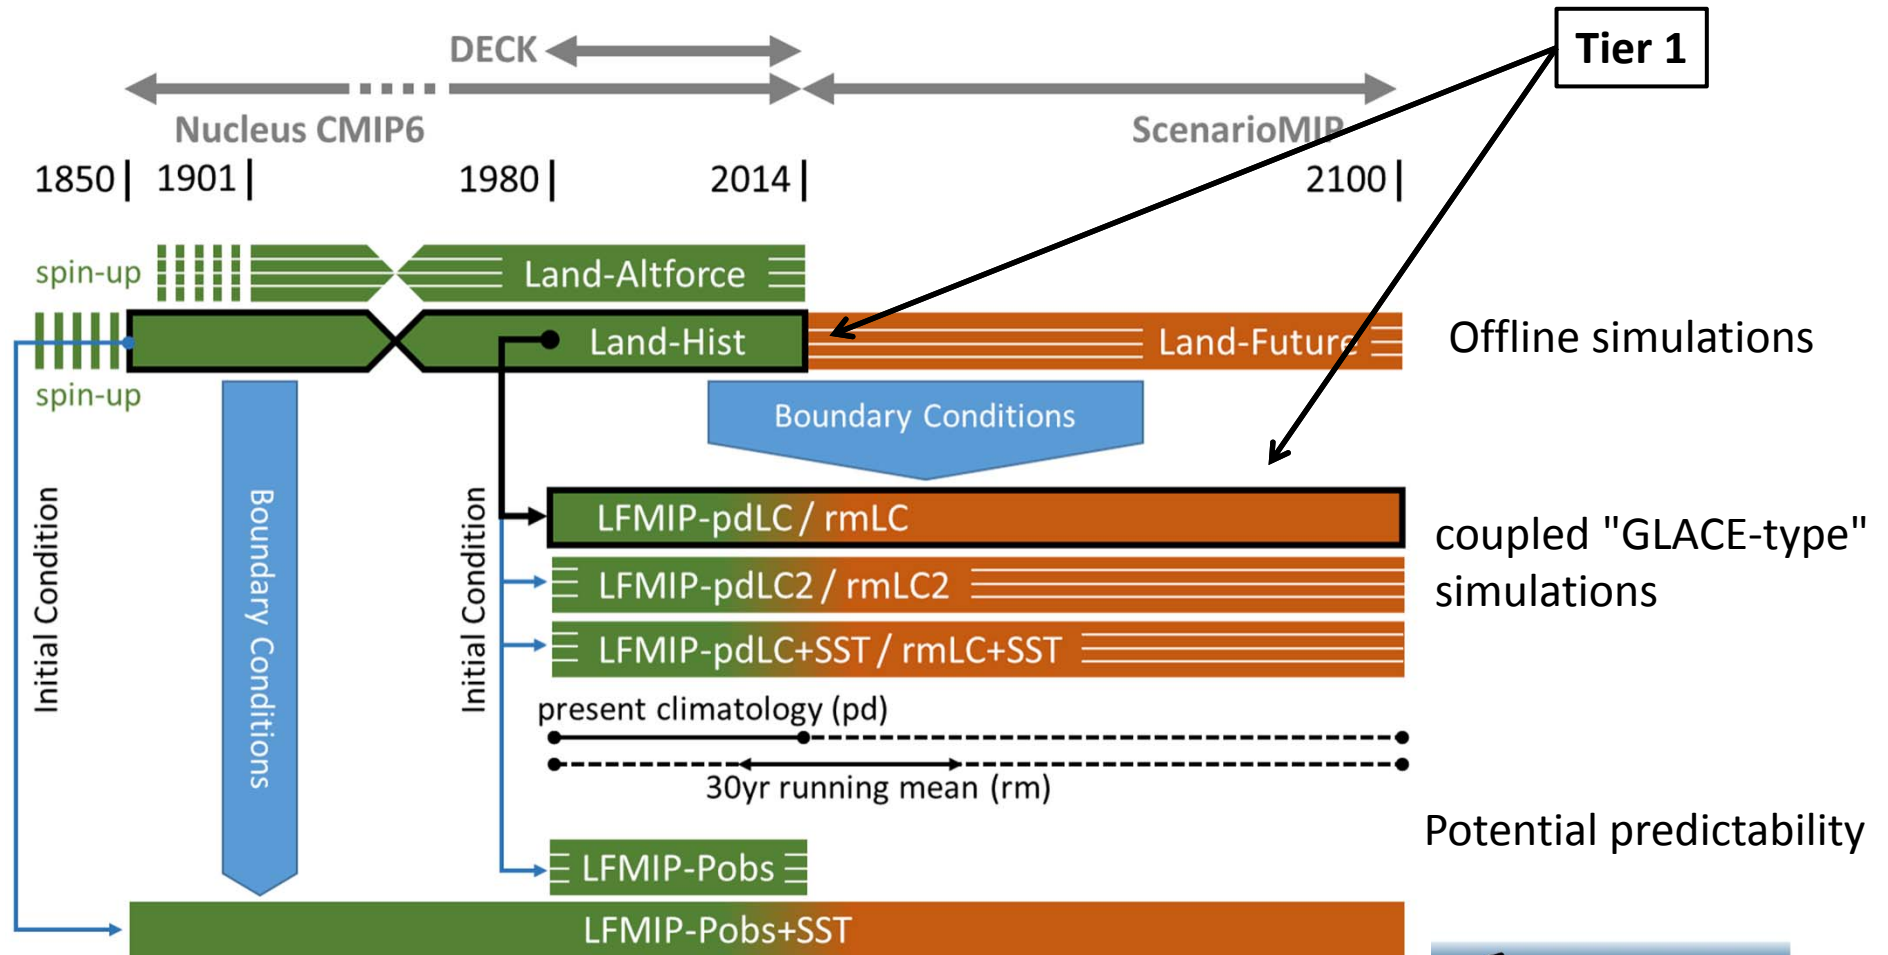 DECK
Tier 1
Nucleus CMIP6
ScenarioMIP
1850 1901 1980 2014 2100
spin-up
Land-Altforce
Land-Hist
Land-Future
Offline simulations
spin-up
Boundary Conditions
Initial Condition
Boundary Conditions
Initial Condition
LFMIP-pdLC / rmLC
coupled "GLACE-type"
simulations
LFMIP-pdLC2 / rmLC2
LFMIP-pdLC+SST / rmLC+SST
present climatology (pd)
30yr running mean (rm)
Potential predictability
LFMIP-Pobs
LFMIP-Pobs+SST